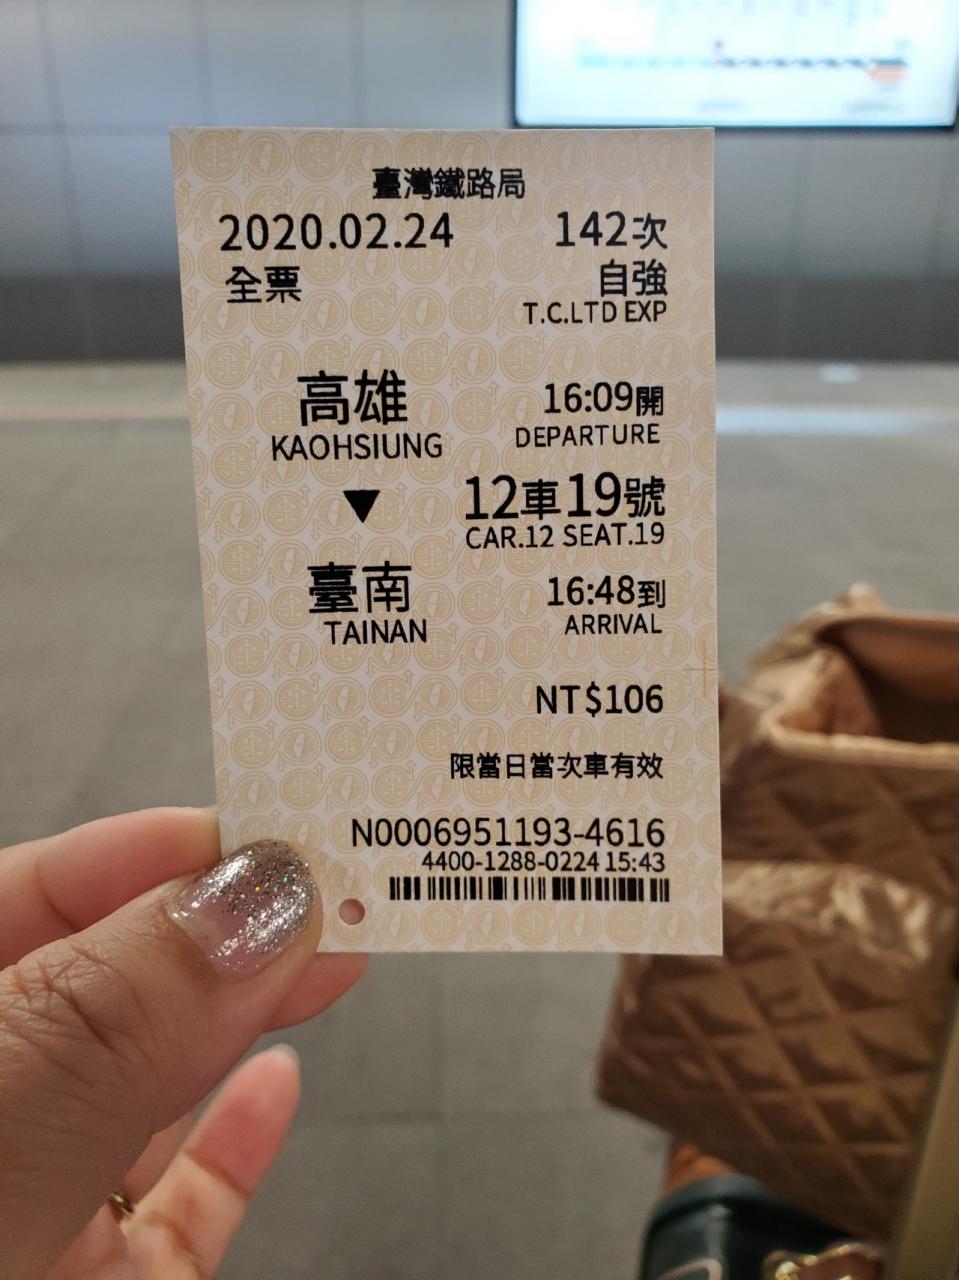 臺灣鐵路局
2020.02.24 142次
全票 自強
T.C.LTD EXP
高雄 16:09開
KAOHSIUNG DEPARTURE
▼ 12車19號
CAR.12 SEAT.19
臺南 16:48到
TAINAN ARRIVAL
NT$106
限當日當次車有效
N0006951193-4616
4400-1288-0224 15:43